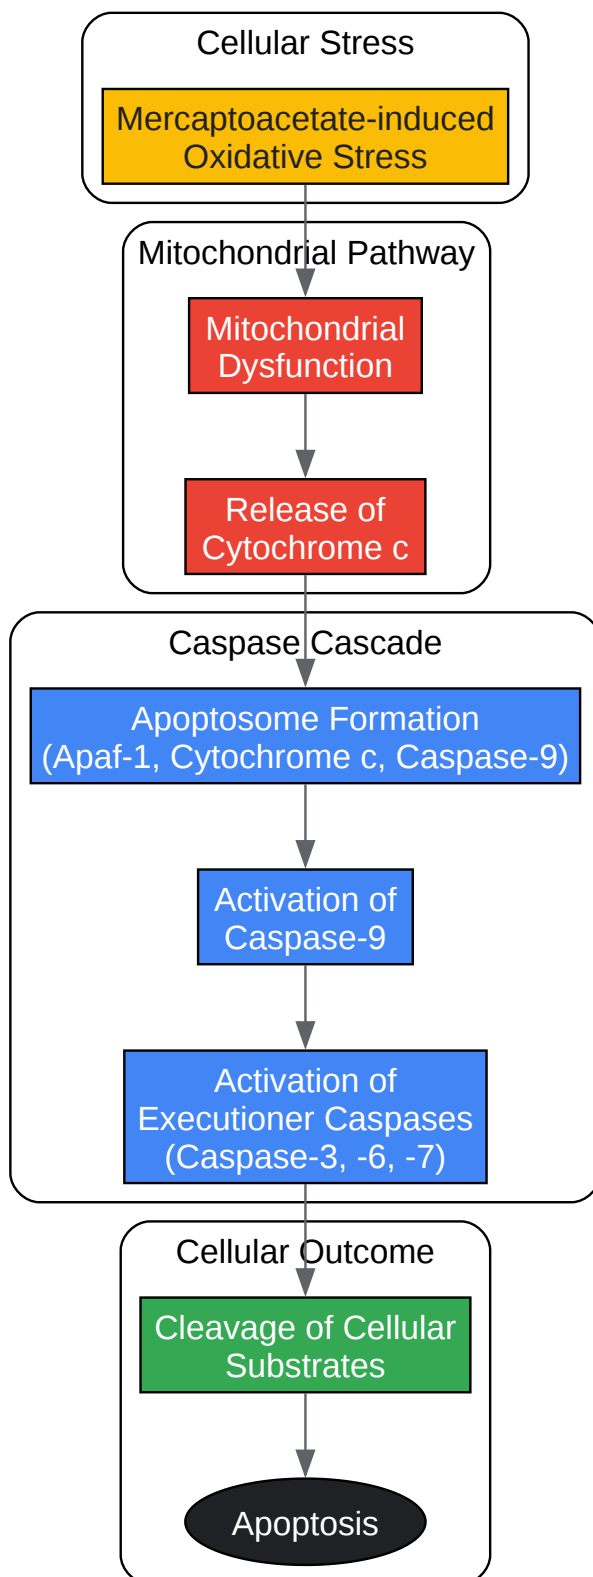 Cellular Stress
Mercaptoacetate-induced
Oxidative Stress
Mitochondrial Pathway
Mitochondrial
Dysfunction
Release of
Cytochrome c
Caspase Cascade
Apoptosome Formation
(Apaf-1, Cytochrome c, Caspase-9)
Activation of
Caspase-9
Activation of
Executioner Caspases
(Caspase-3, -6, -7)
Cellular Outcome
Cleavage of Cellular
Substrates
Apoptosis